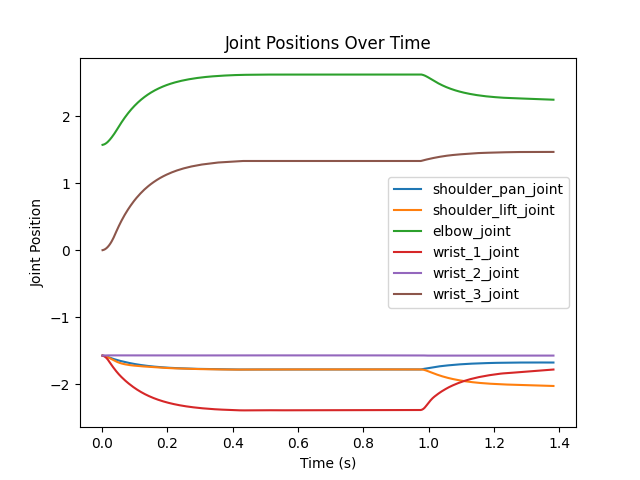 Joint Positions Over Time
Joint Position
2
1
0
−1
−2
shoulder_pan_joint
shoulder_lift_joint
elbow_joint
wrist_1_joint
wrist_2_joint
wrist_3_joint
0.0 0.2 0.4 0.6 0.8 1.0 1.2 1.4
Time (s)